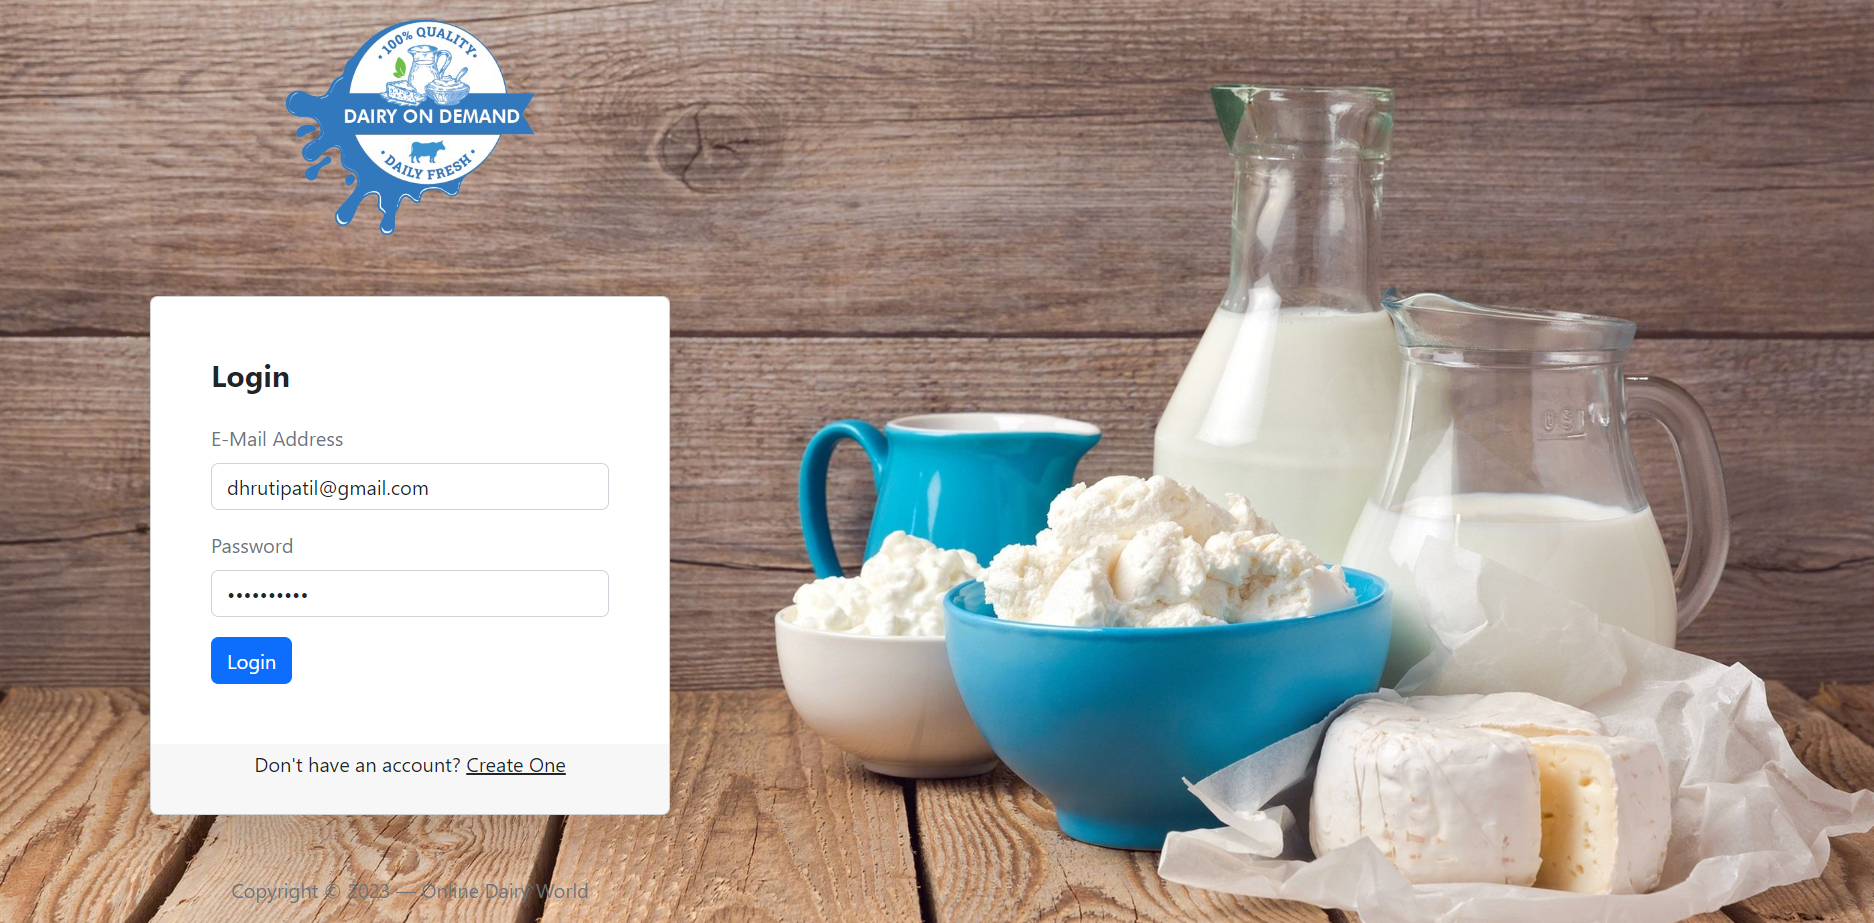 · 100% QUALITY ·
DAIRY ON DEMAND
· DAILY FRESH ·
Login
E-Mail Address
dhrutipatil@gmail.com
Password
••••••••••
Login
Don't have an account? Create One
Copyright © 2023 — Online Dairy World